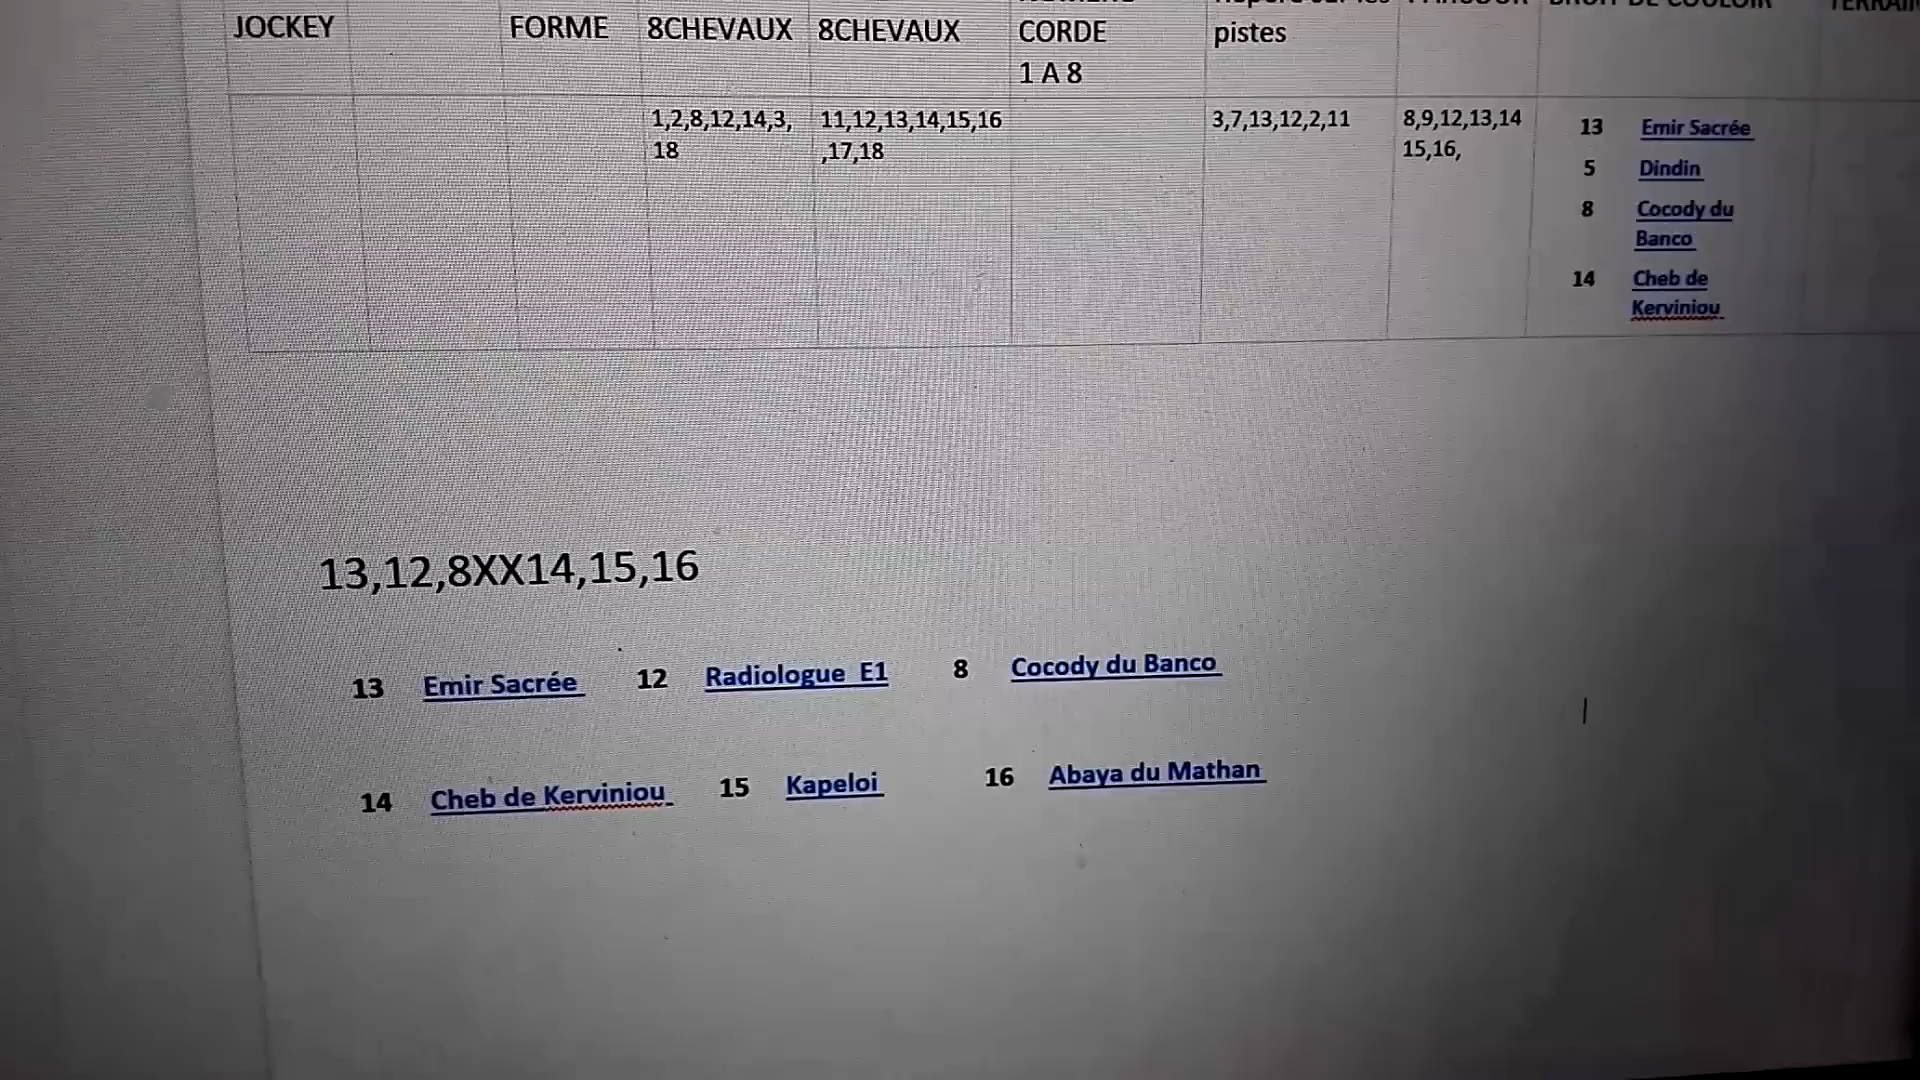 JOCKEY FORME 8CHEVAUX 8CHEVAUX CORDE pistes
1 A 8
1,2,8,12,14,3, 11,12,13,14,15,16 3,7,13,12,2,11 8,9,12,13,14 13 Emir Sacrée
18 ,17,18 15,16,
5 Dindin
8 Cocody du
Banco
14 Cheb de
Kerviniou
13,12,8XX14,15,16
13 Emir Sacrée 12 Radiologue E1 8 Cocody du Banco
14 Cheb de Kerviniou 15 Kapeloi 16 Abaya du Mathan